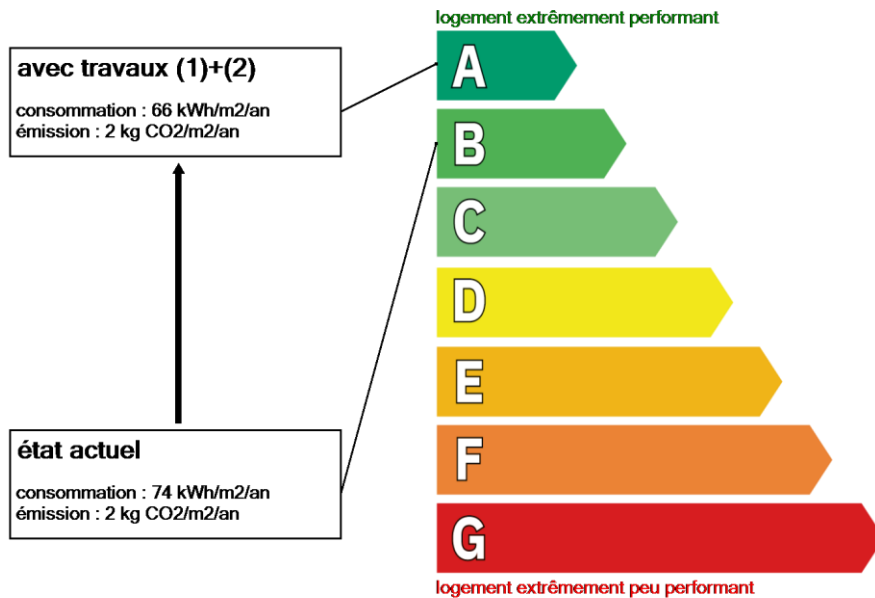 logement extrêmement performant
avec travaux (1)+(2)
consommation : 66 kWh/m2/an
émission : 2 kg CO2/m2/an
A
B
C
D
E
état actuel
consommation : 74 kWh/m2/an
émission : 2 kg CO2/m2/an
F
G
logement extrêmement peu performant